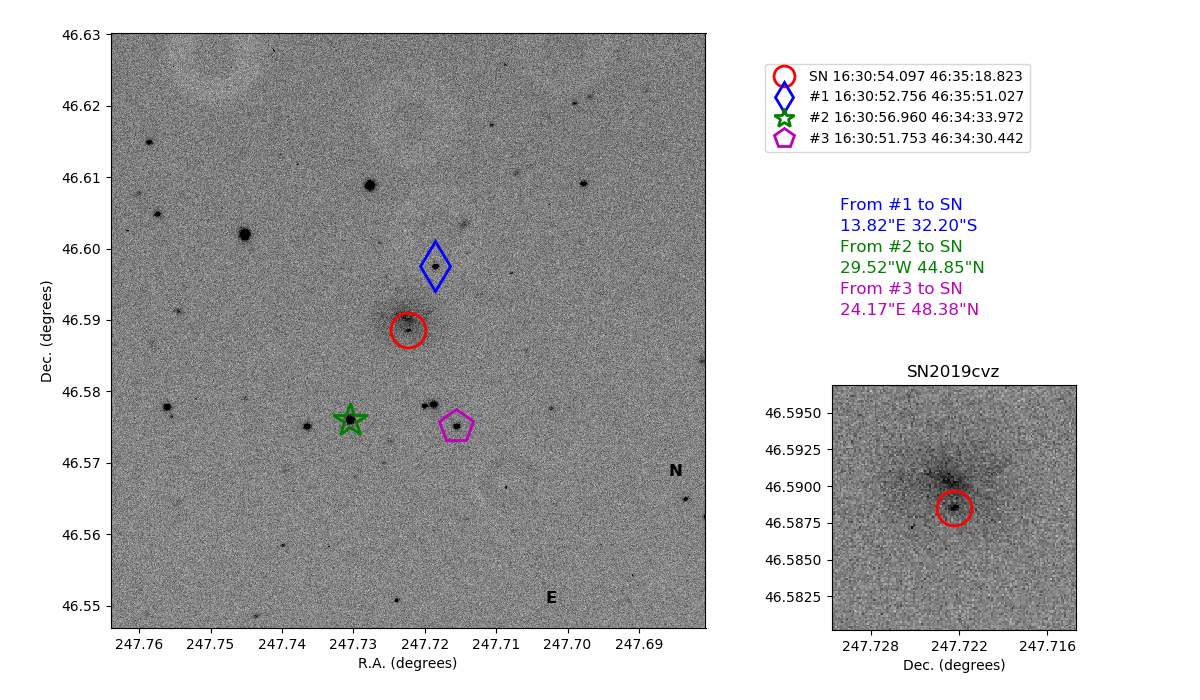 46.63
46.62
46.61
46.60
46.59
46.58
46.57
46.56
46.55
Dec. (degrees)
247.76 247.75 247.74 247.73 247.72 247.71 247.70 247.69
R.A. (degrees)
N
E
SN 16:30:54.097 46:35:18.823
#1 16:30:52.756 46:35:51.027
#2 16:30:56.960 46:34:33.972
#3 16:30:51.753 46:34:30.442
From #1 to SN
13.82"E 32.20"S
From #2 to SN
29.52"W 44.85"N
From #3 to SN
24.17"E 48.38"N
SN2019cvz
46.5950
46.5925
46.5900
46.5875
46.5850
46.5825
247.728 247.722 247.716
Dec. (degrees)